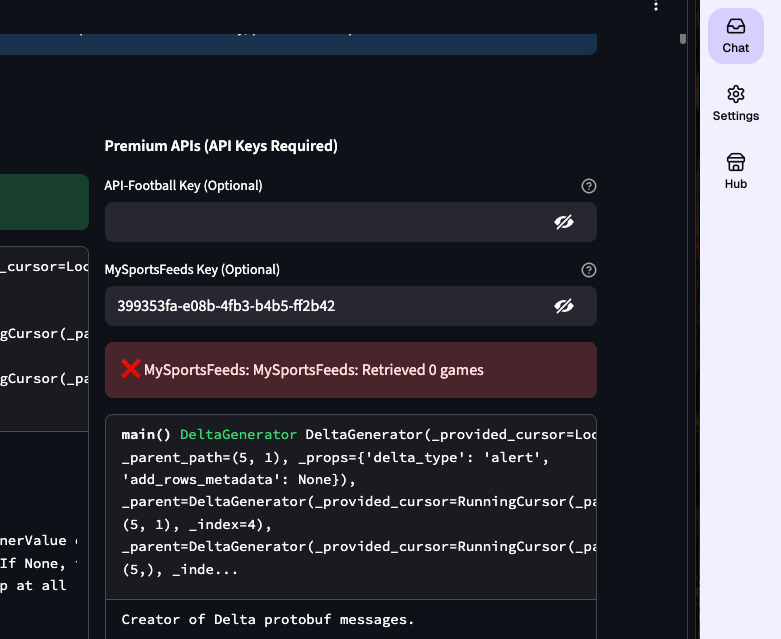 Chat
Settings
Hub
Premium APIs (API Keys Required)
API-Football Key (Optional)
MySportsFeeds Key (Optional)
399353fa-e08b-4fb3-b4b5-ff2b42
❌ MySportsFeeds: MySportsFeeds: Retrieved 0 games
_cursor=Loc
gCursor(_pa
gCursor(_pa
main() DeltaGenerator DeltaGenerator(_provided_cursor=Loc
_parent_path=(5, 1), _props={'delta_type': 'alert',
'add_rows_metadata': None}),
_parent=DeltaGenerator(_provided_cursor=RunningCursor(_pa
(5, 1), _index=4),
_parent=DeltaGenerator(_provided_cursor=RunningCursor(_pa
(5,), _inde...
nerValue
If None,
p at all
Creator of Delta protobuf messages.